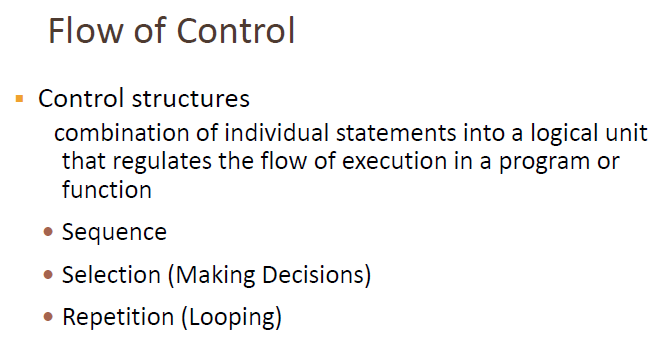 Flow of Control
▪ Control structures
combination of individual statements into a logical unit
that regulates the flow of execution in a program or
function
• Sequence
• Selection (Making Decisions)
• Repetition (Looping)